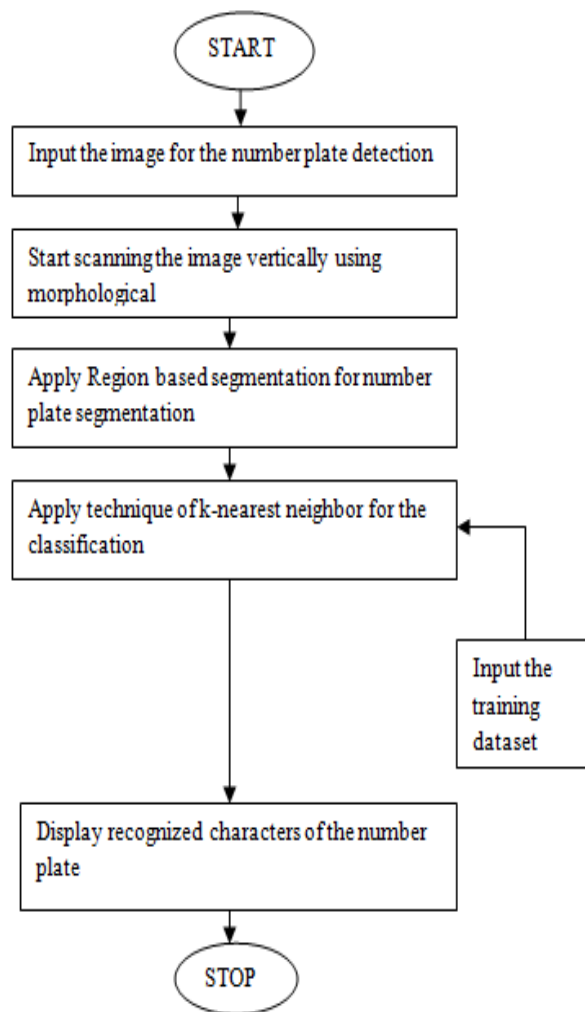 START
Input the image for the number plate detection
Start scanning the image vertically using
morphological
Apply Region based segmentation for number
plate segmentation
Apply technique of k-nearest neighbor for the
classification
Input the
training
dataset
Display recognized characters of the number
plate
STOP